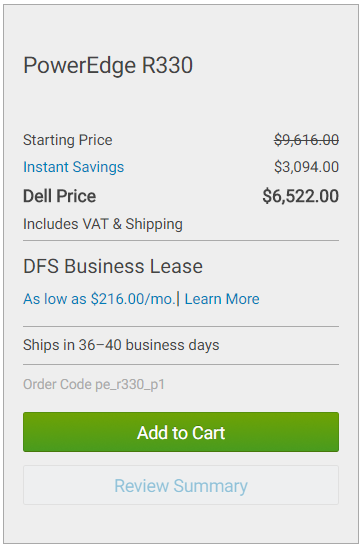 PowerEdge R330
Starting Price $9,616.00
Instant Savings $3,094.00
Dell Price $6,522.00
Includes VAT & Shipping
DFS Business Lease
As low as $216.00/mo.| Learn More
Ships in 36–40 business days
Order Code pe_r330_p1
Add to Cart
Review Summary